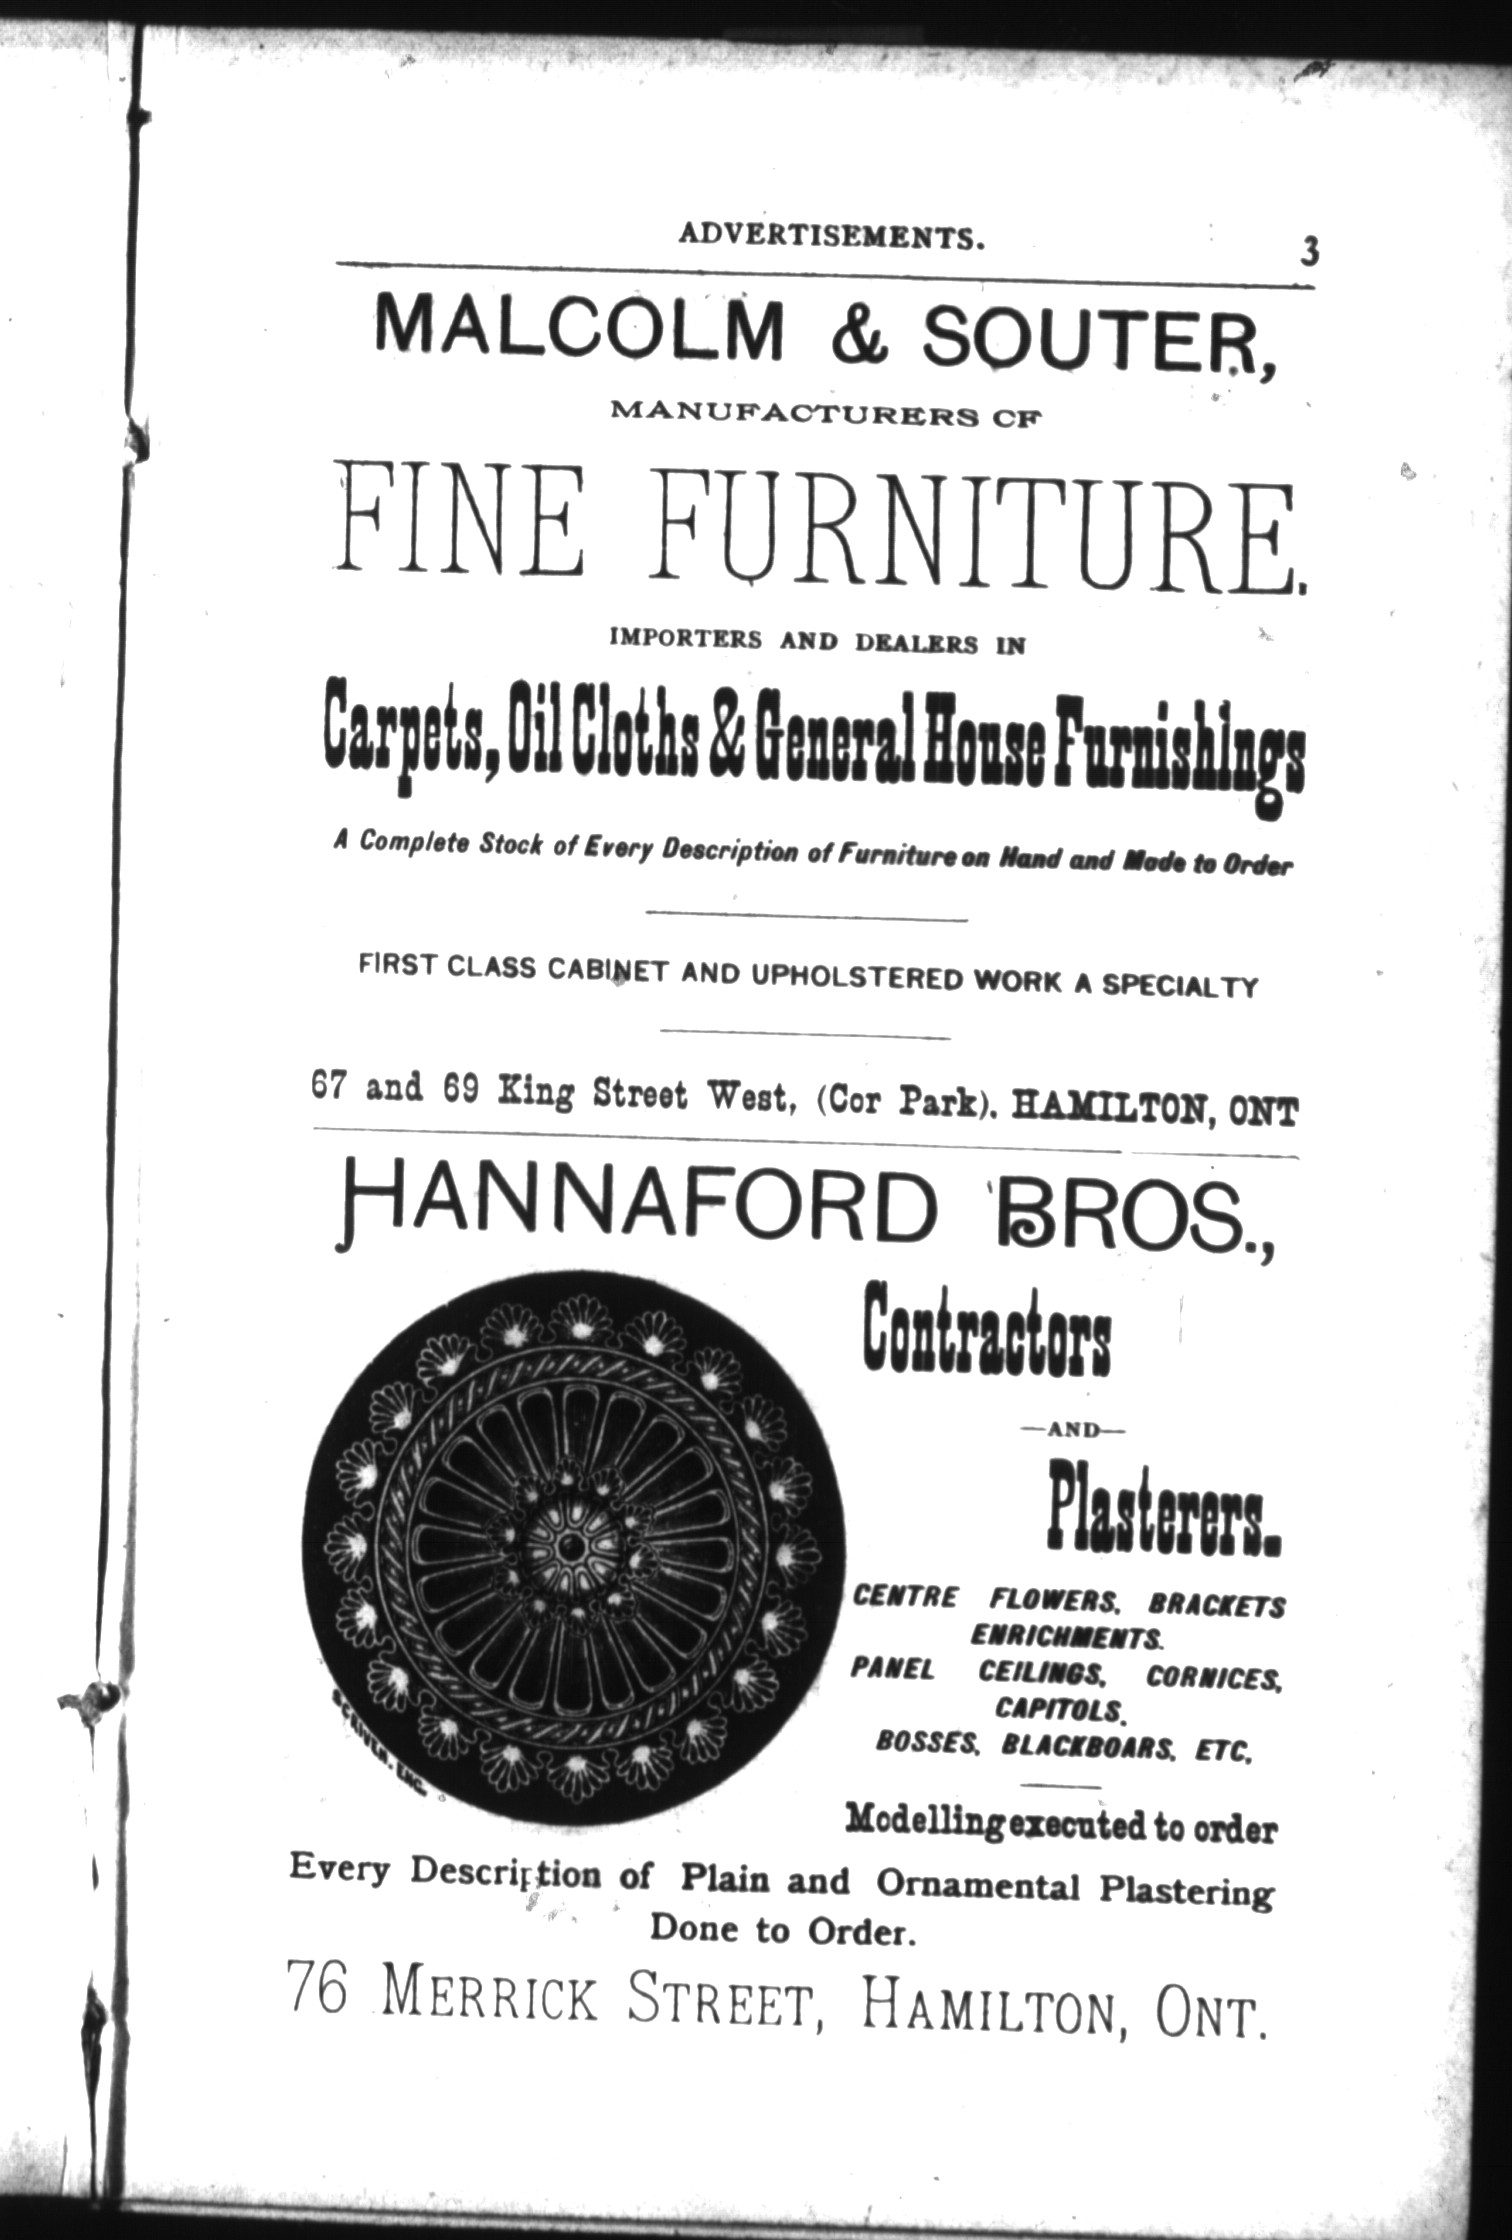 ADVERTISEMENTS. 3
MALCOLM & SOUTER,
MANUFACTURERS OF
FINE FURNITURE.
IMPORTERS AND DEALERS IN
Carpets, Oil Cloths & General House Furnishings
A Complete Stock of Every Description of Furniture on Hand and Made to Order
FIRST CLASS CABINET AND UPHOLSTERED WORK A SPECIALTY
67 and 69 King Street West, (Cor Park). HAMILTON, ONT
HANNAFORD BROS.,
Contractors
—AND—
Plasterers.
CENTRE FLOWERS, BRACKETS
ENRICHMENTS.
PANEL CEILINGS, CORNICES,
CAPITOLS.
BOSSES, BLACKBOARS, ETC,
SCRIVEN. ENG.
Modelling executed to order
Every Description of Plain and Ornamental Plastering
Done to Order.
76 MERRICK STREET, HAMILTON, ONT.